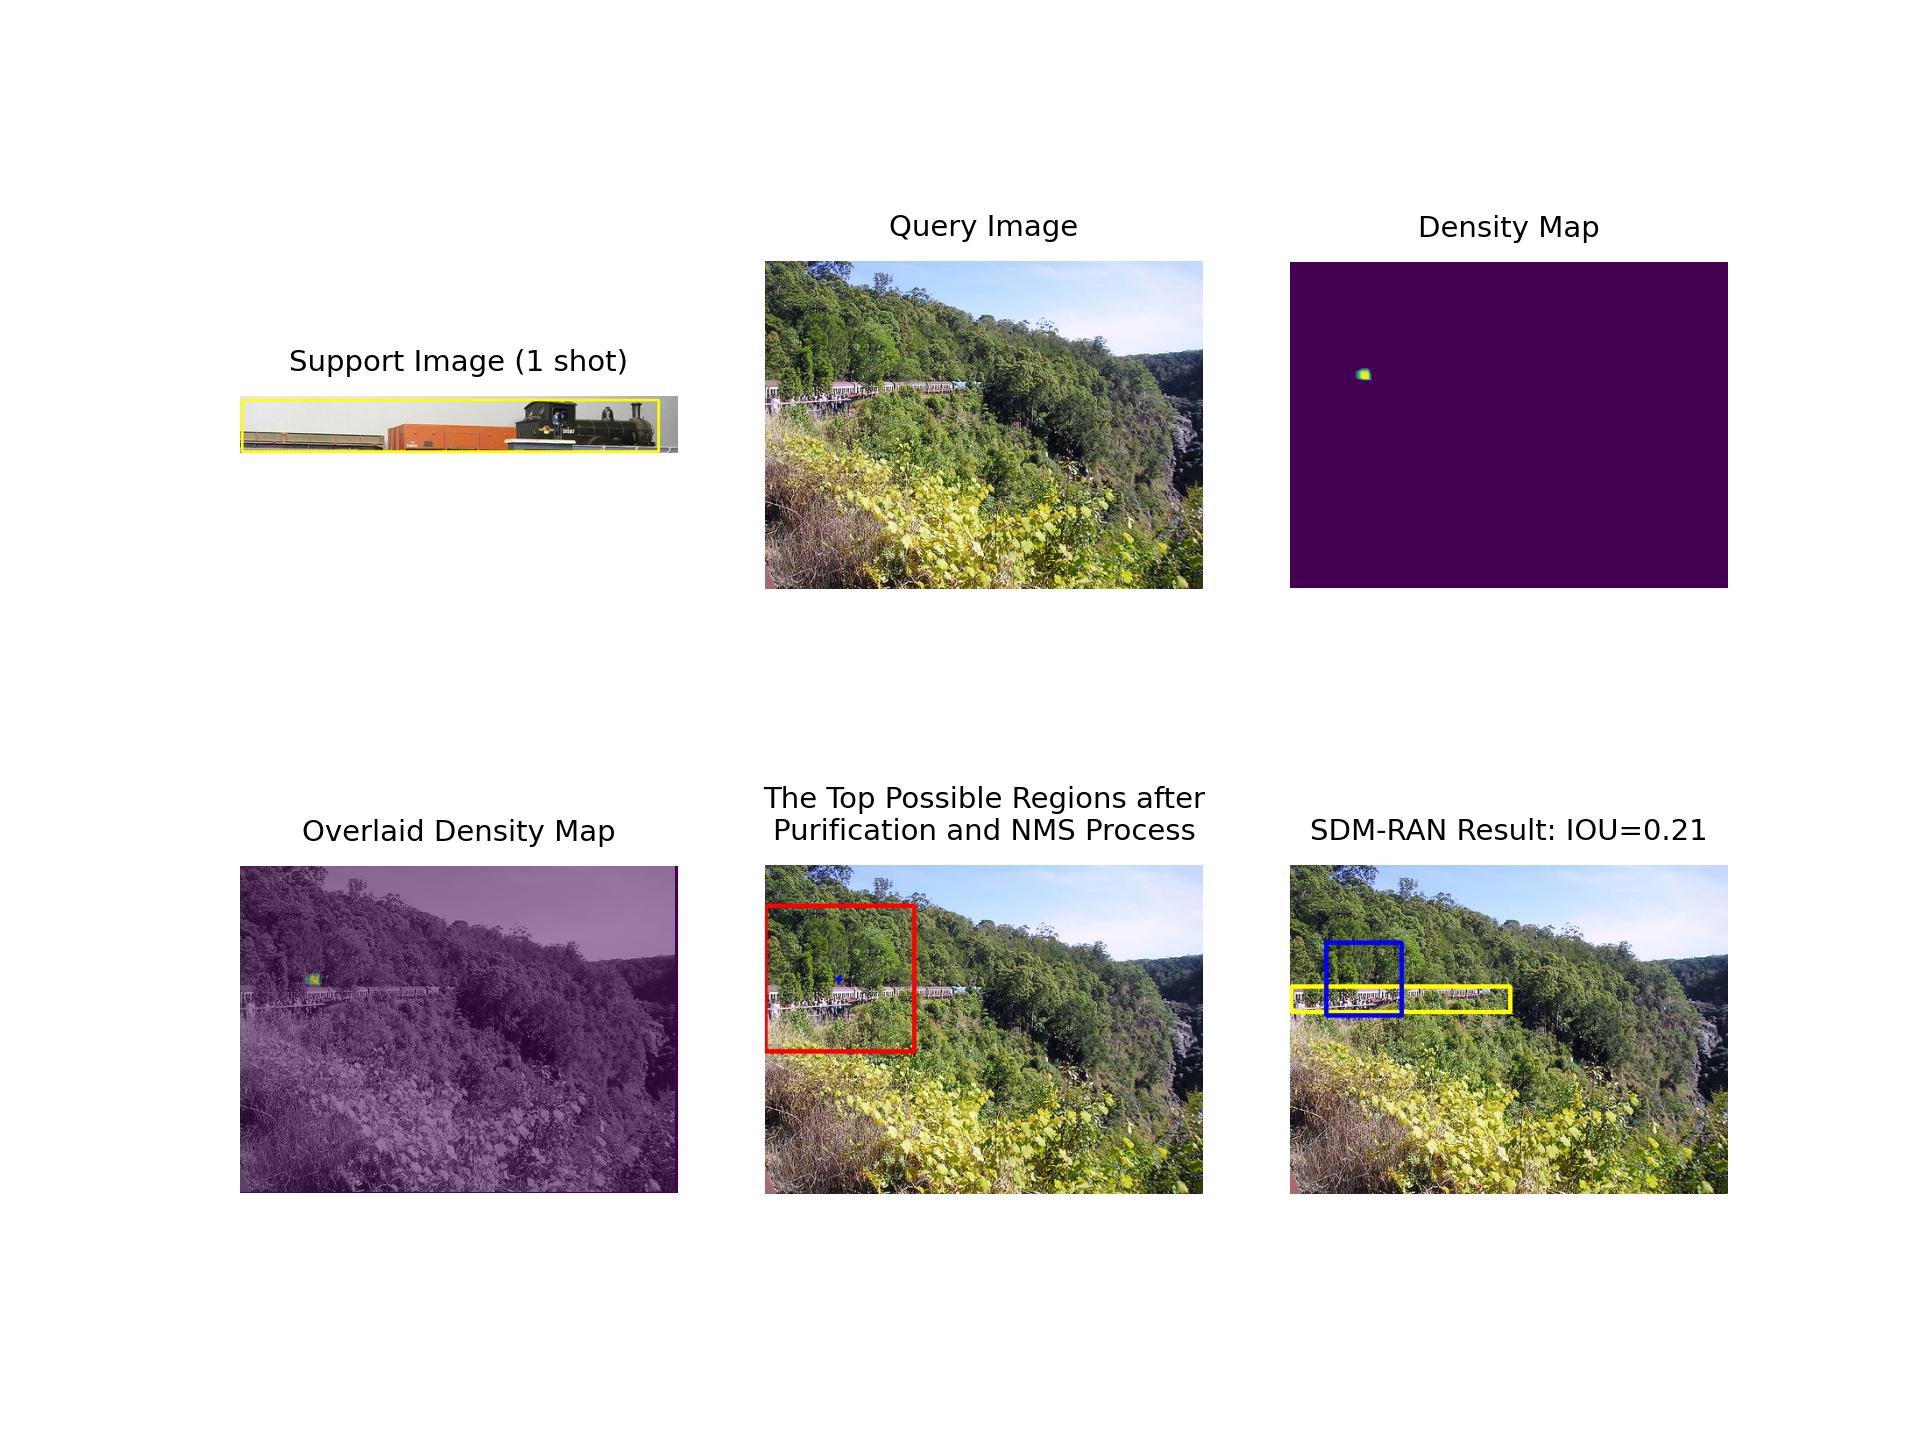 Support Image (1 shot)
Query Image
Density Map
Overlaid Density Map
The Top Possible Regions after
Purification and NMS Process
SDM-RAN Result: IOU=0.21